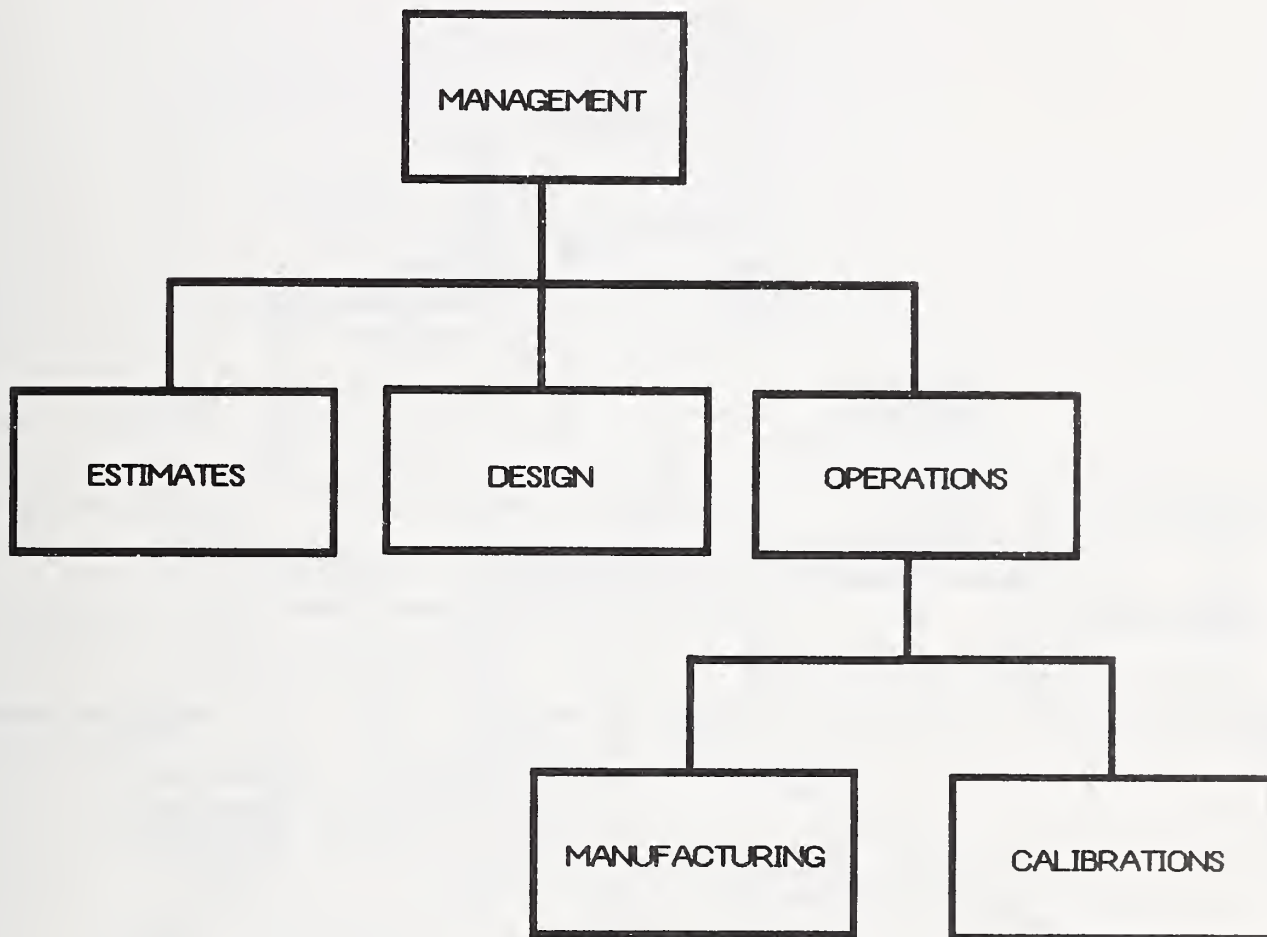 MANAGEMENT
ESTIMATES
DESIGN
OPERATIONS
MANUFACTURING
CALIBRATIONS